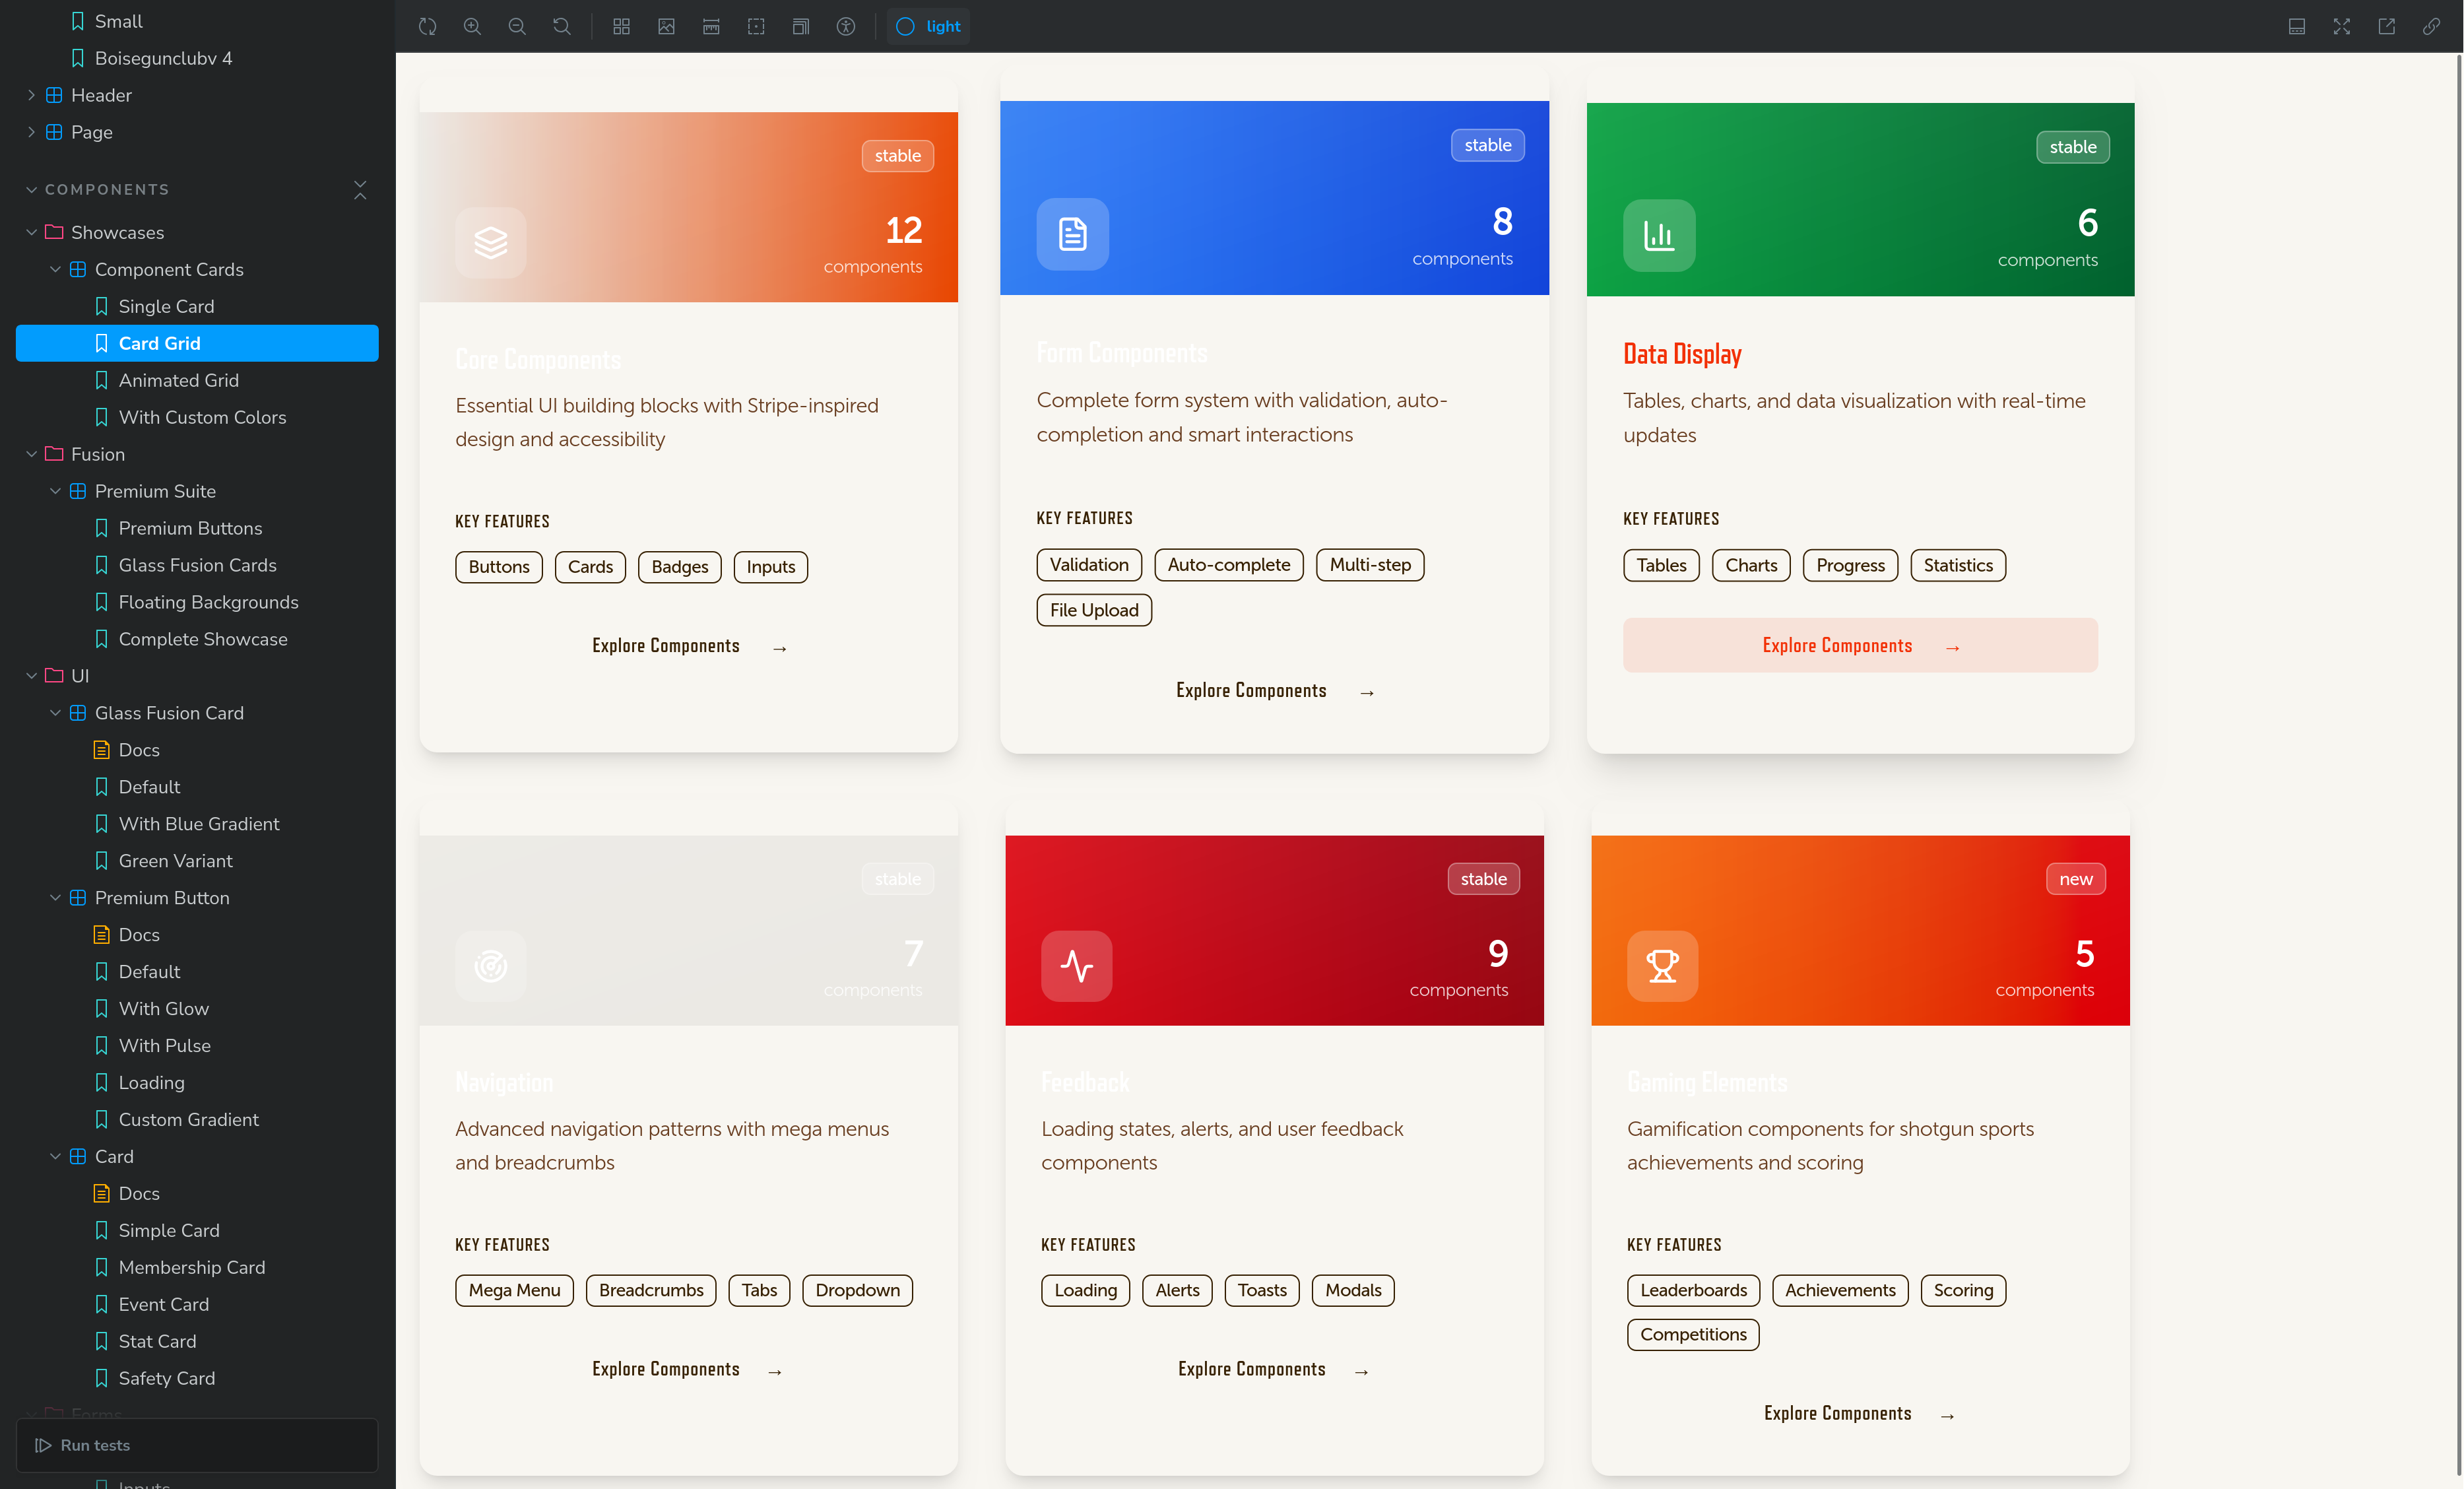 Small
Boisegunclubv 4
Header
Page
COMPONENTS
Showcases
Component Cards
Single Card
Card Grid
Animated Grid
With Custom Colors
Fusion
Premium Suite
Premium Buttons
Glass Fusion Cards
Floating Backgrounds
Complete Showcase
UI
Glass Fusion Card
Docs
Default
With Blue Gradient
Green Variant
Premium Button
Docs
Default
With Glow
With Pulse
Loading
Custom Gradient
Card
Docs
Simple Card
Membership Card
Event Card
Stat Card
Safety Card
Forms
Run tests
Inputs
light
stable
12
components
Core Components
Essential UI building blocks with Stripe-inspired
design and accessibility
KEY FEATURES
Buttons Cards Badges Inputs
Explore Components →
stable
8
components
Form Components
Complete form system with validation, auto-
completion and smart interactions
KEY FEATURES
Validation Auto-complete Multi-step
File Upload
Explore Components →
stable
6
components
Data Display
Tables, charts, and data visualization with real-time
updates
KEY FEATURES
Tables Charts Progress Statistics
Explore Components →
stable
7
components
Navigation
Advanced navigation patterns with mega menus
and breadcrumbs
KEY FEATURES
Mega Menu Breadcrumbs Tabs Dropdown
Explore Components →
stable
9
components
Feedback
Loading states, alerts, and user feedback
components
KEY FEATURES
Loading Alerts Toasts Modals
Explore Components →
new
5
components
Gaming Elements
Gamification components for shotgun sports
achievements and scoring
KEY FEATURES
Leaderboards Achievements Scoring
Competitions
Explore Components →